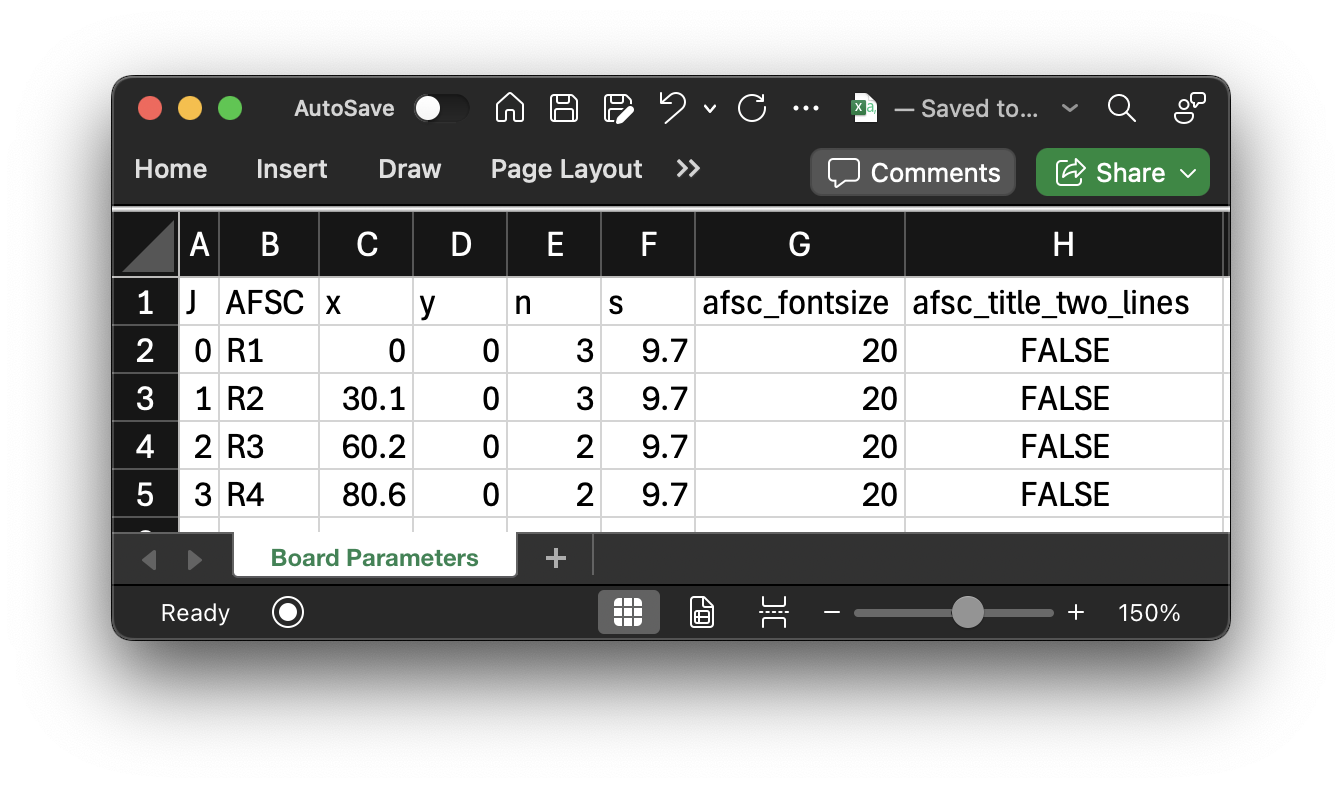 AutoSave — Saved to...
Home Insert Draw Page Layout Comments Share
A B C D E F G H
1 J AFSC x y n s afsc_fontsize afsc_title_two_lines
2 0 R1 0 0 3 9.7 20 FALSE
3 1 R2 30.1 0 3 9.7 20 FALSE
4 2 R3 60.2 0 2 9.7 20 FALSE
5 3 R4 80.6 0 2 9.7 20 FALSE
Board Parameters +
Ready − + 150%